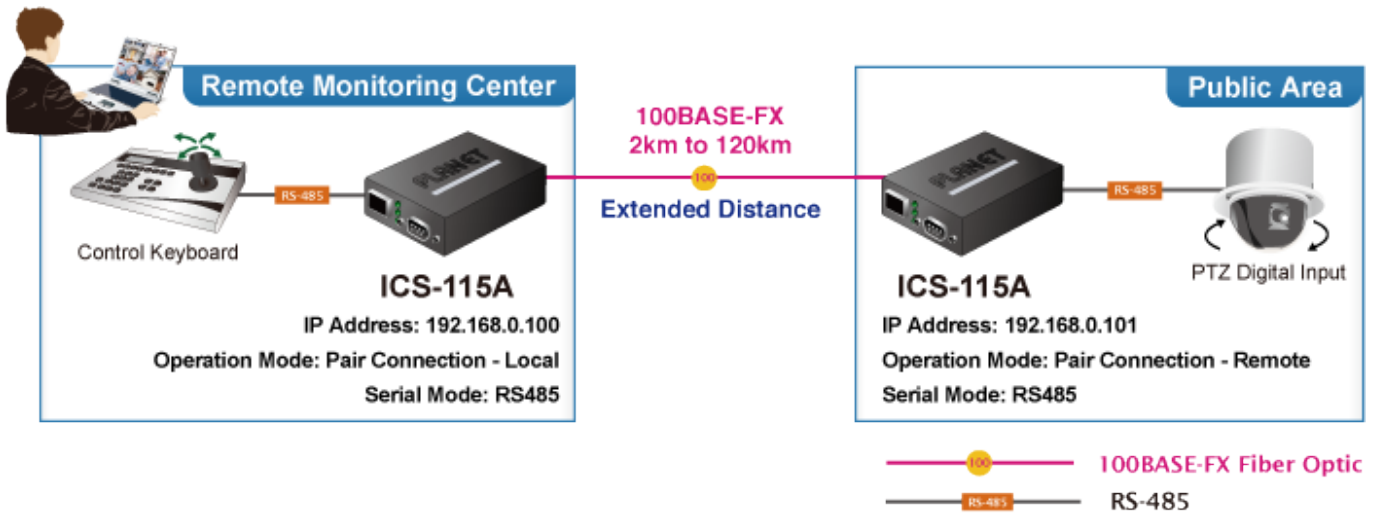 Remote Monitoring Center
RS-485
Control Keyboard
PLANET
ICS-115A
IP Address: 192.168.0.100
Operation Mode: Pair Connection - Local
Serial Mode: RS485
100BASE-FX
2km to 120km
100
Extended Distance
Public Area
PLANET
RS-485
PTZ Digital Input
ICS-115A
IP Address: 192.168.0.101
Operation Mode: Pair Connection - Remote
Serial Mode: RS485
100 100BASE-FX Fiber Optic
RS-485 RS-485